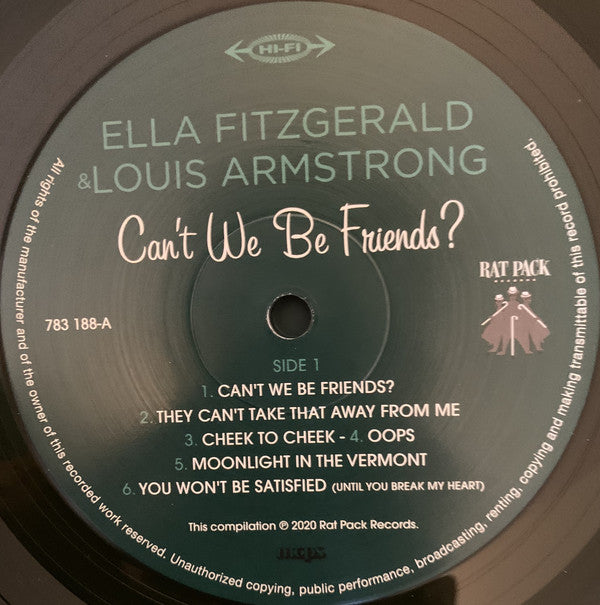 HI-FI
ELLA FITZGERALD
& LOUIS ARMSTRONG
Can't We Be Friends?
RAT PACK
RECORDS
783 188-A
SIDE 1
1. CAN'T WE BE FRIENDS?
2. THEY CAN'T TAKE THAT AWAY FROM ME
3. CHEEK TO CHEEK - 4. OOPS
5. MOONLIGHT IN THE VERMONT
6. YOU WON'T BE SATISFIED (UNTIL YOU BREAK MY HEART)
This compilation ℗ 2020 Rat Pack Records.
mcps
All rights of the manufacturer and of the owner of this recorded work reserved. Unauthorized copying, public performance, broadcasting, renting, copying and making transmittable of this record prohibited.